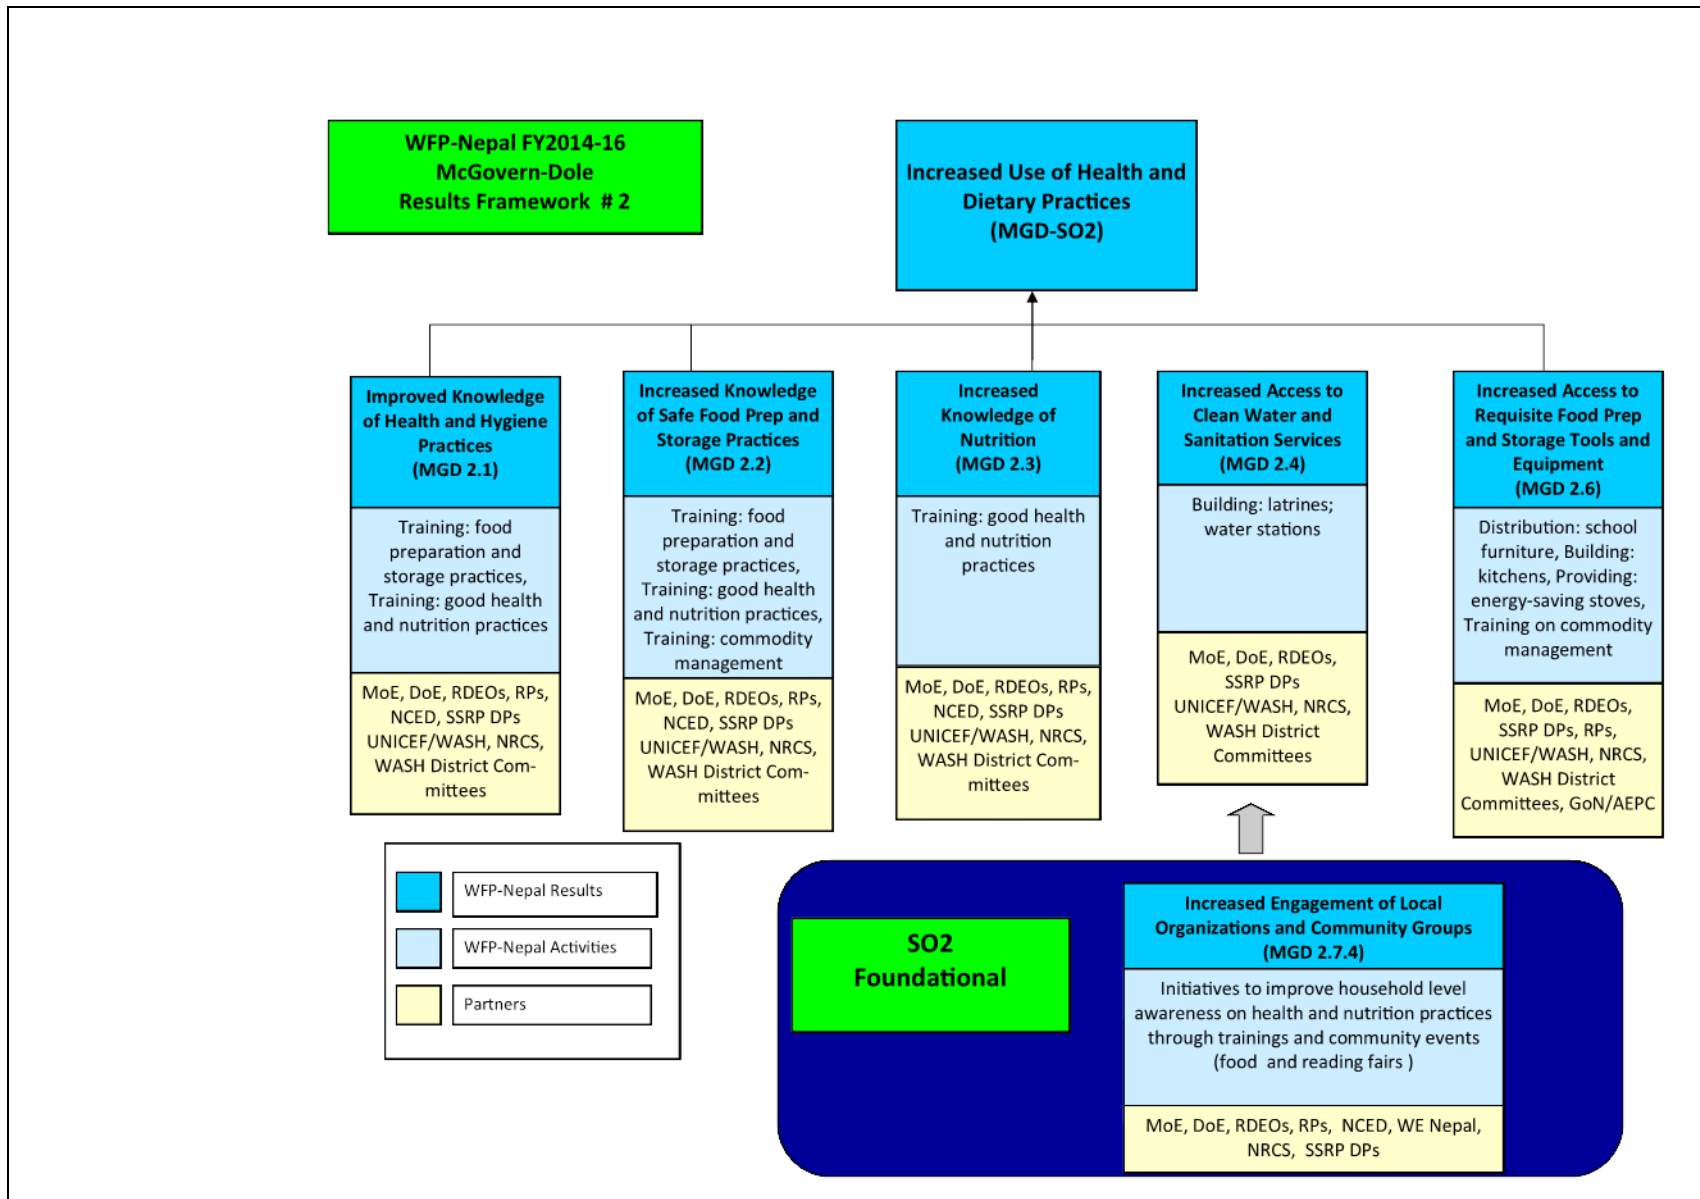 WFP-Nepal FY2014-16
McGovern-Dole
Results Framework # 2
Increased Use of Health and
Dietary Practices
(MGD-SO2)
Improved Knowledge
of Health and Hygiene
Practices
(MGD 2.1)
Training: food
preparation and
storage practices,
Training: good health
and nutrition practices
MoE, DoE, RDEOs, RPs,
NCED, SSRP DPs
UNICEF/WASH, NRCS,
WASH District Com-
mittees
Increased Knowledge
of Safe Food Prep and
Storage Practices
(MGD 2.2)
Training: food
preparation and
storage practices,
Training: good health
and nutrition practices,
Training: commodity
management
MoE, DoE, RDEOs, RPs,
NCED, SSRP DPs
UNICEF/WASH, NRCS,
WASH District Com-
mittees
Increased
Knowledge of
Nutrition
(MGD 2.3)
Training: good health
and nutrition
practices
MoE, DoE, RDEOs, RPs,
NCED, SSRP DPs
UNICEF/WASH, NRCS,
WASH District Com-
mittees
Increased Access to
Clean Water and
Sanitation Services
(MGD 2.4)
Building: latrines;
water stations
MoE, DoE, RDEOs,
SSRP DPs
UNICEF/WASH, NRCS,
WASH District
Committees
Increased Access to
Requisite Food Prep
and Storage Tools and
Equipment
(MGD 2.6)
Distribution: school
furniture, Building:
kitchens, Providing:
energy-saving stoves,
Training on commodity
management
MoE, DoE, RDEOs,
SSRP DPs, RPs,
UNICEF/WASH, NRCS,
WASH District
Committees, GoN/AEPC
WFP-Nepal Results
WFP-Nepal Activities
Partners
SO2
Foundational
Increased Engagement of Local
Organizations and Community Groups
(MGD 2.7.4)
Initiatives to improve household level
awareness on health and nutrition practices
through trainings and community events
(food and reading fairs )
MoE, DoE, RDEOs, RPs, NCED, WE Nepal,
NRCS, SSRP DPs